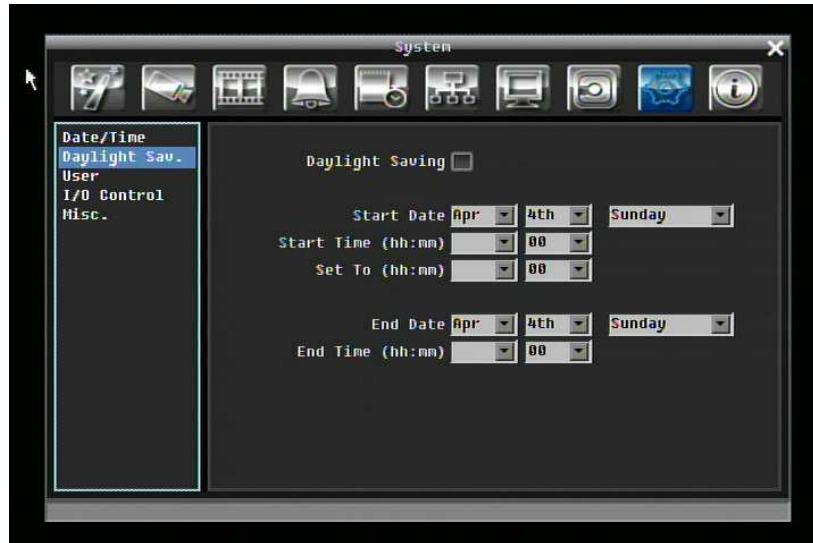 System
Date/Time
Daylight Sav.
User
I/O Control
Misc.
Daylight Saving
Start Date Apr 4th Sunday
Start Time (hh:mm) 00
Set To (hh:mm) 00
End Date Apr 4th Sunday
End Time (hh:mm) 00